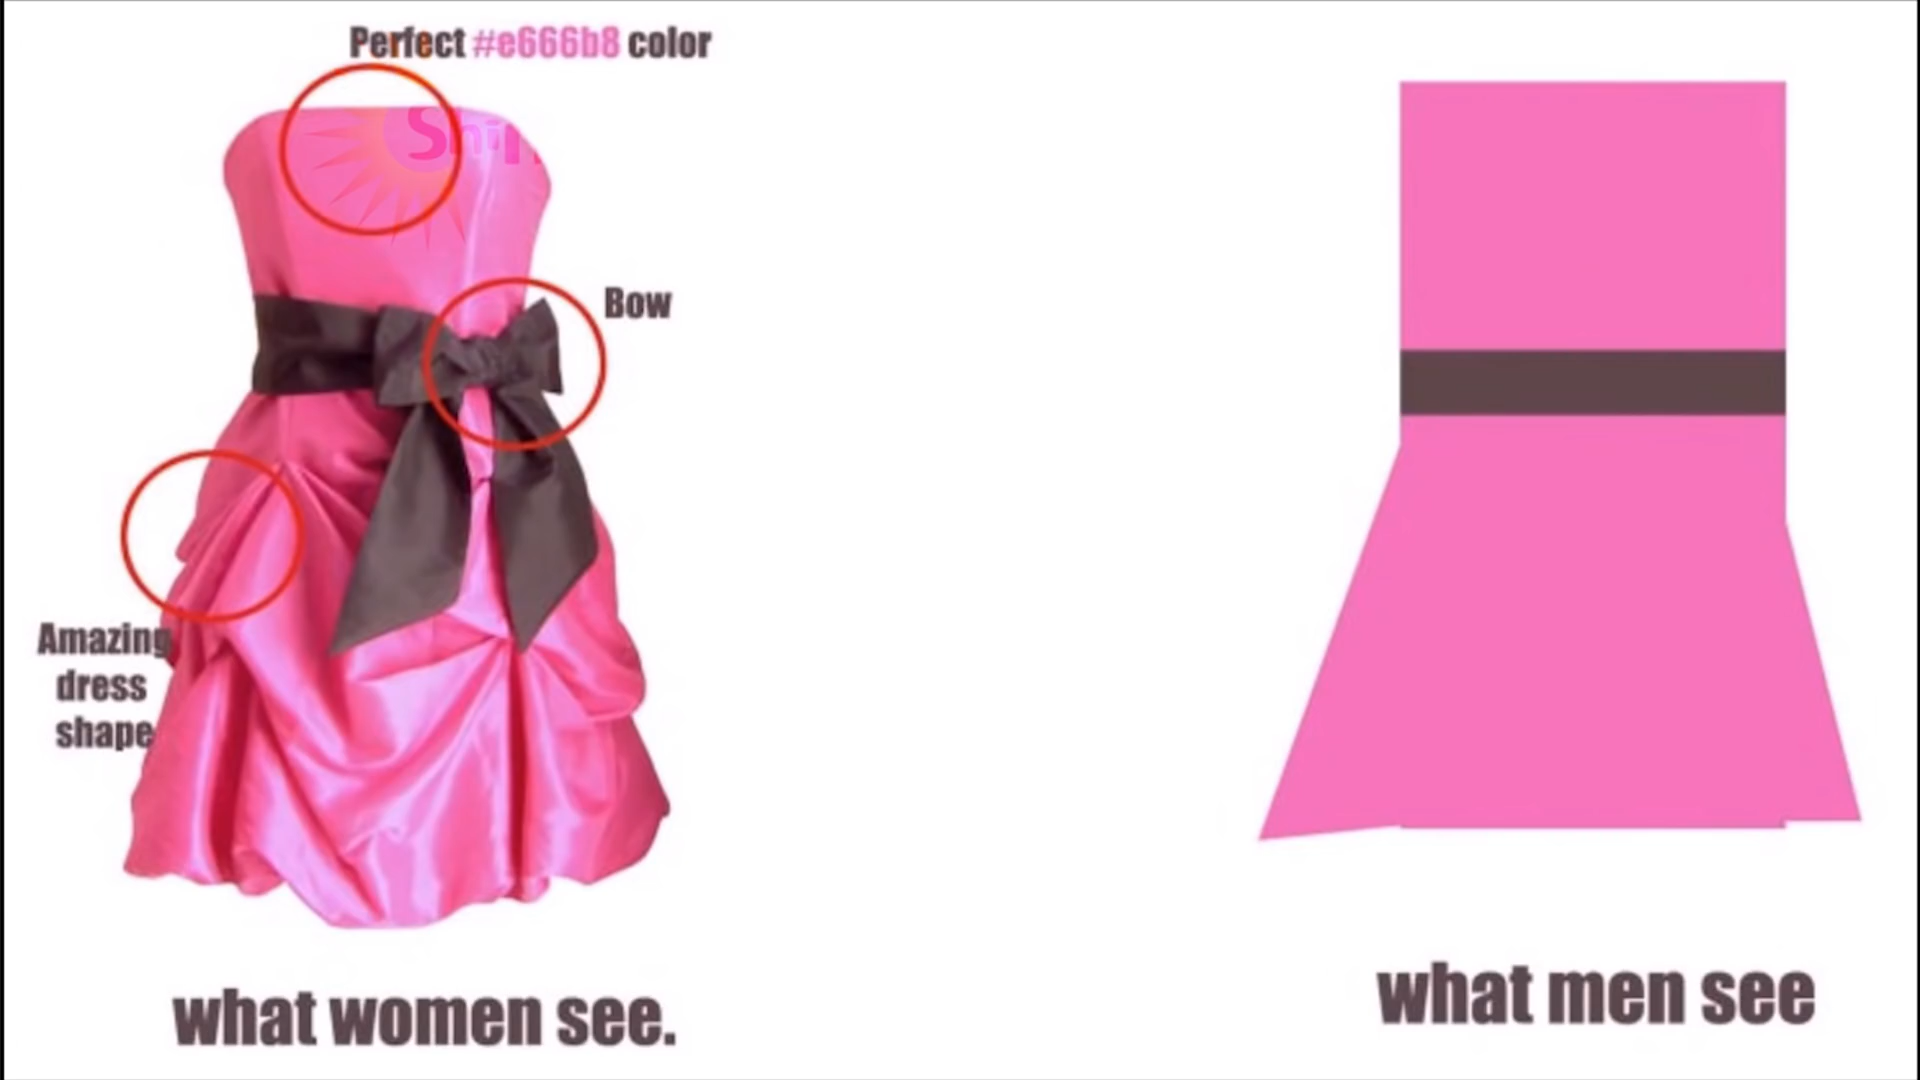 Perfect #e666b8 color
Bow
Amazing
dress
shape
what women see.
what men see